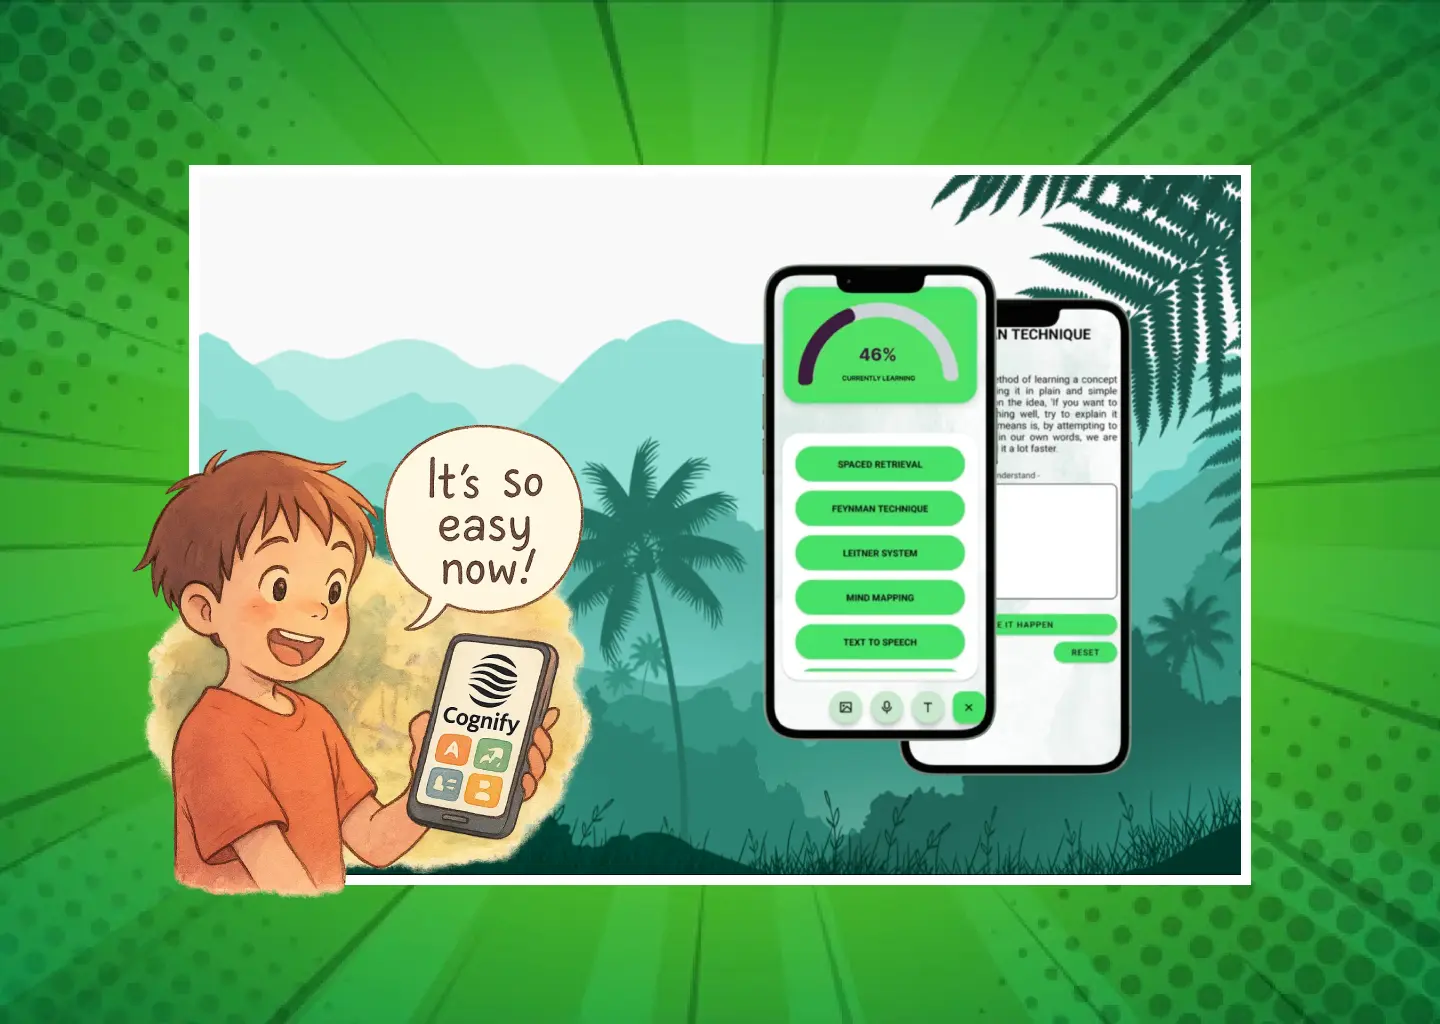 It's so
easy
now!
Cognify
46%
CURRENTLY LEARNING
SPACED RETRIEVAL
FEYNMAN TECHNIQUE
LEITNER SYSTEM
MIND MAPPING
TEXT TO SPEECH
T
N TECHNIQUE
thod of learning a concept
ing it in plain and simple
n the idea, 'If you want to
hing well, try to explain it
means is, by attempting to
in our own words, we are
it a lot faster.
nderstand -
E IT HAPPEN
RESET